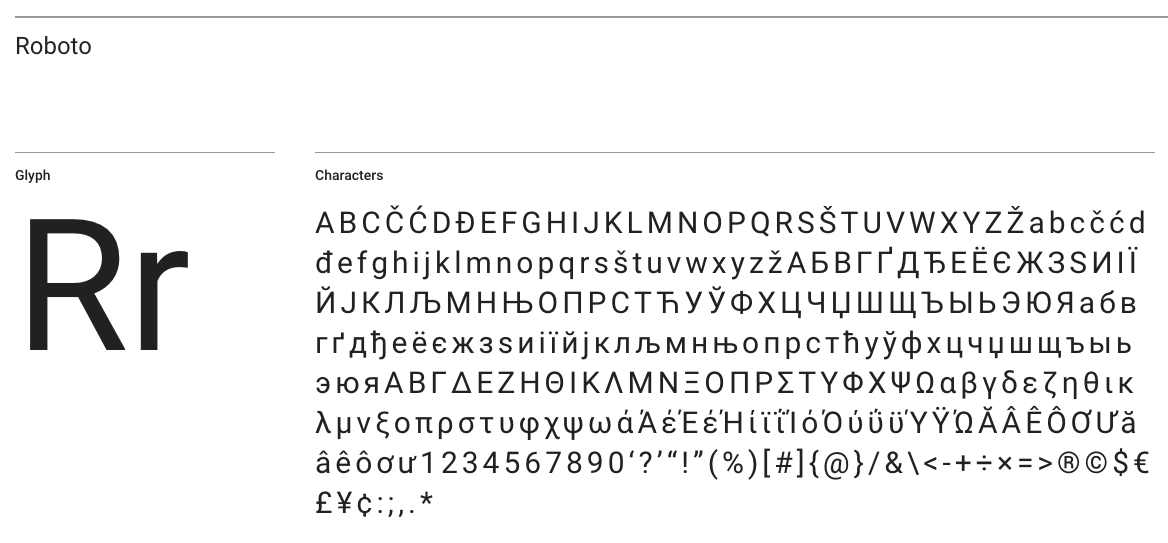 Roboto
Glyph
Characters
Rr
ABCČĆDĐEFGHIJKLMNOPQRSŠTUVWXYZŽabcčćd
đefghijklmnopqrsštuvwxyzžАБВГҐДЂЕЁЄЖЗЅИІЇ
ЙЈКЛЉМНЊОПРСТЋУЎФХЦЧЏШЩЪЫЬЭЮЯабв
гґдђеёєжзѕиіїйјклљмнњопрстћуўфхцчџшщъыь
эюяΑΒΓΔΕΖΗΘΙΚΛΜΝΞΟΠΡΣΤΥΦΧΨΩαβγδεζηθικ
λμνξοπρστυφχψωάΆέΈέΉίϊΐΊόΌύΰϋΎΫΏĂÂÊÔƠƯă
âêôơư1234567890‘?’“!”(%)[#]{@}/&\<-+÷×=>®©$€
£¥¢:;,.*